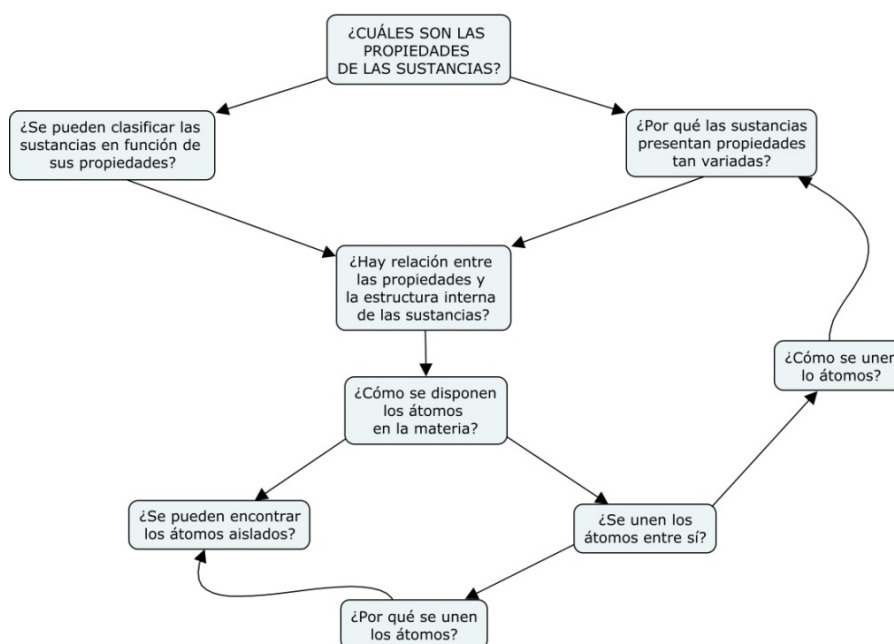 ¿CUÁLES SON LAS
PROPIEDADES
DE LAS SUSTANCIAS?
¿Se pueden clasificar las
sustancias en función de
sus propiedades?
¿Por qué las sustancias
presentan propiedades
tan variadas?
¿Hay relación entre
las propiedades y
la estructura interna
de las sustancias?
¿Cómo se unen
lo átomos?
¿Cómo se disponen
los átomos
en la materia?
¿Se pueden encontrar
los átomos aislados?
¿Se unen los
átomos entre sí?
¿Por qué se unen
los átomos?